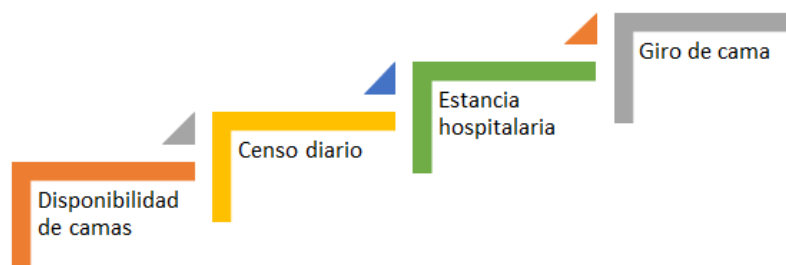 Disponibilidad
de camas
Censo diario
Estancia
hospitalaria
Giro de cama